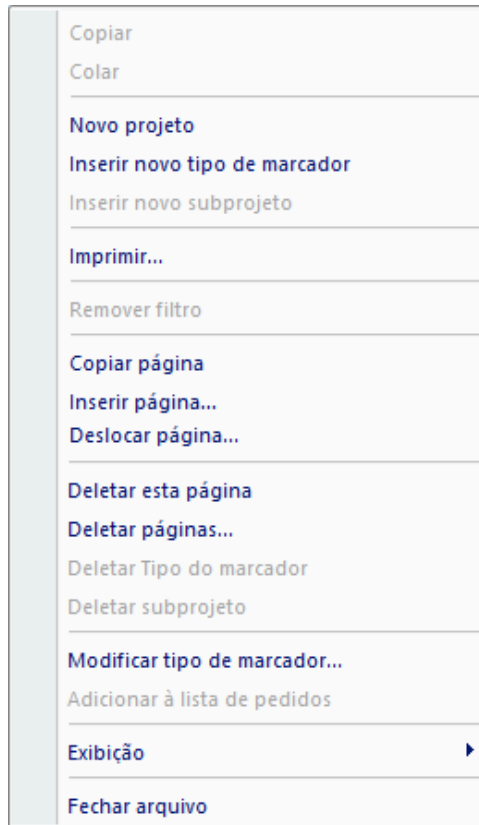 Copiar
Colar
Novo projeto
Inserir novo tipo de marcador
Inserir novo subprojeto
Imprimir...
Remover filtro
Copiar página
Inserir página...
Deslocar página...
Deletar esta página
Deletar páginas...
Deletar Tipo do marcador
Deletar subprojeto
Modificar tipo de marcador...
Adicionar à lista de pedidos
Exibição
Fechar arquivo